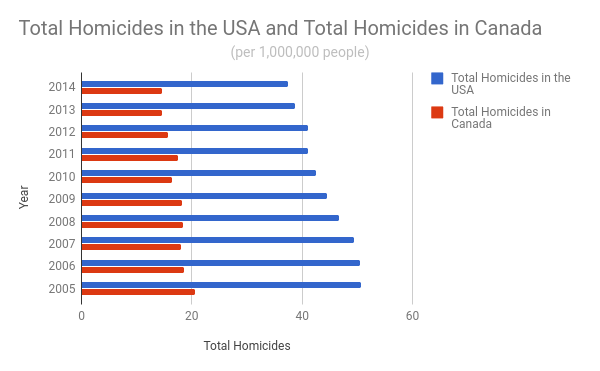 Total Homicides in the USA and Total Homicides in Canada
(per 1,000,000 people)
Total Homicides in the
USA
Total Homicides in
Canada
Year
2014
2013
2012
2011
2010
2009
2008
2007
2006
2005
0 20 40 60
Total Homicides